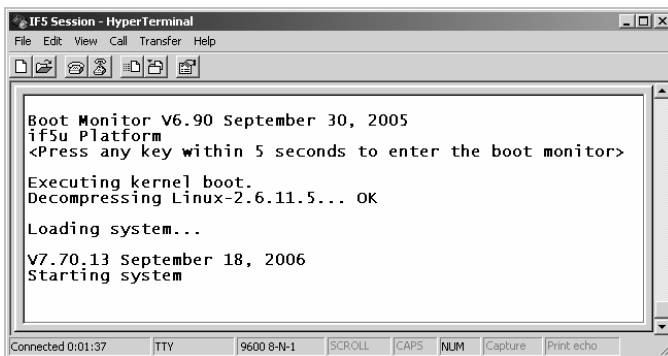 IF5 Session - HyperTerminal
File Edit View Call Transfer Help
Boot Monitor V6.90 September 30, 2005
if5u Platform
<Press any key within 5 seconds to enter the boot monitor>
Executing kernel boot.
Decompressing Linux-2.6.11.5... OK
Loading system...
V7.70.13 September 18, 2006
Starting system
Connected 0:01:37 TTY 9600 8-N-1 SCROLL CAPS NUM Capture Print echo